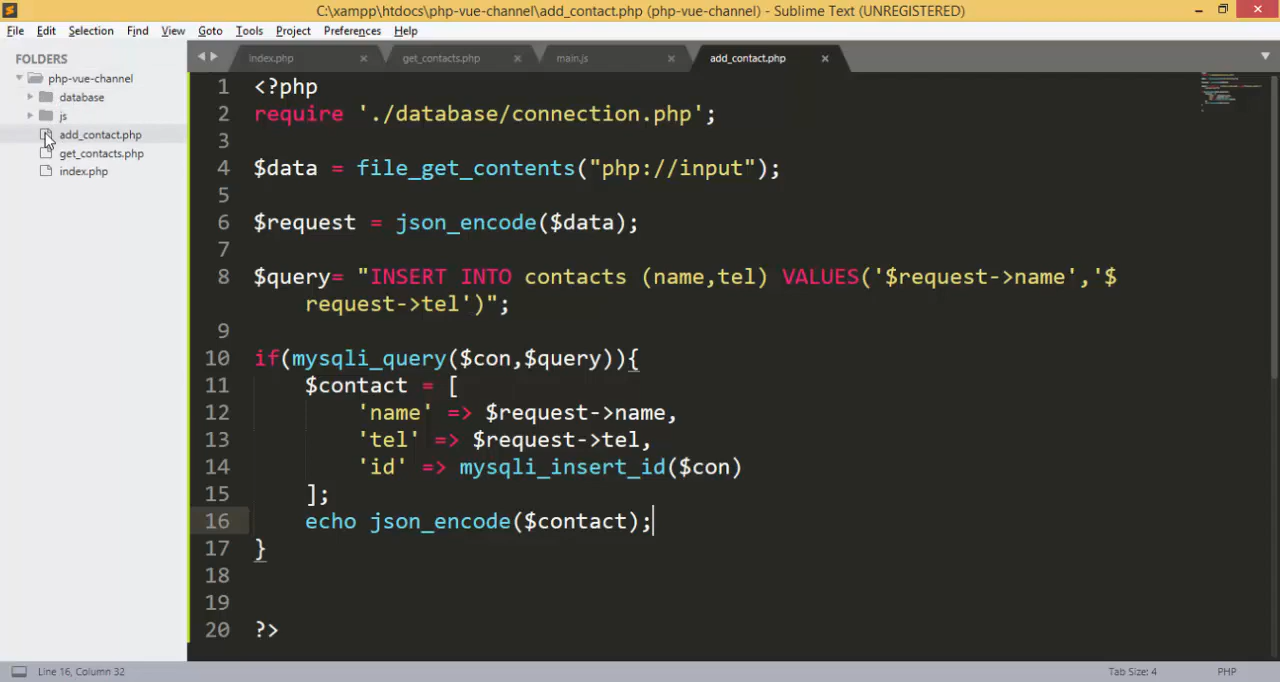 C:\xampp\htdocs\php-vue-channel\add_contact.php (php-vue-channel) - Sublime Text (UNREGISTERED)
File Edit Selection Find View Goto Tools Project Preferences Help
FOLDERS
php-vue-channel
database
js
add_contact.php
get_contacts.php
index.php
index.php get_contacts.php main.js add_contact.php
1 <?php
2 require './database/connection.php';
3
4 $data = file_get_contents("php://input");
5
6 $request = json_encode($data);
7
8 $query= "INSERT INTO contacts (name,tel) VALUES('$request->name','$
request->tel')";
9
10 if(mysqli_query($con,$query)){
11 $contact = [
12 'name' => $request->name,
13 'tel' => $request->tel,
14 'id' => mysqli_insert_id($con)
15 ];
16 echo json_encode($contact);
17 }
18
19
20 ?>
Line 16, Column 32 Tab Size: 4 PHP